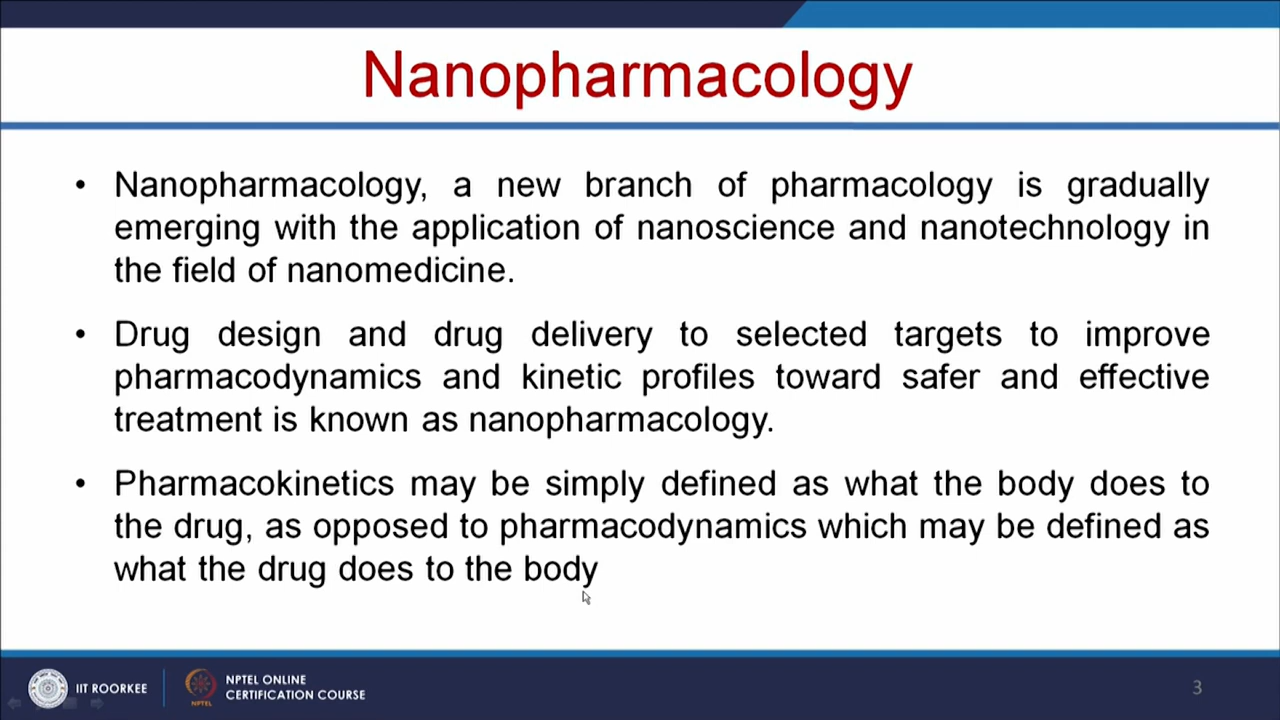 Nanopharmacology
• Nanopharmacology, a new branch of pharmacology is gradually
emerging with the application of nanoscience and nanotechnology in
the field of nanomedicine.
• Drug design and drug delivery to selected targets to improve
pharmacodynamics and kinetic profiles toward safer and effective
treatment is known as nanopharmacology.
• Pharmacokinetics may be simply defined as what the body does to
the drug, as opposed to pharmacodynamics which may be defined as
what the drug does to the body
IIT ROORKEE
NPTEL
NPTEL ONLINE
CERTIFICATION COURSE
3